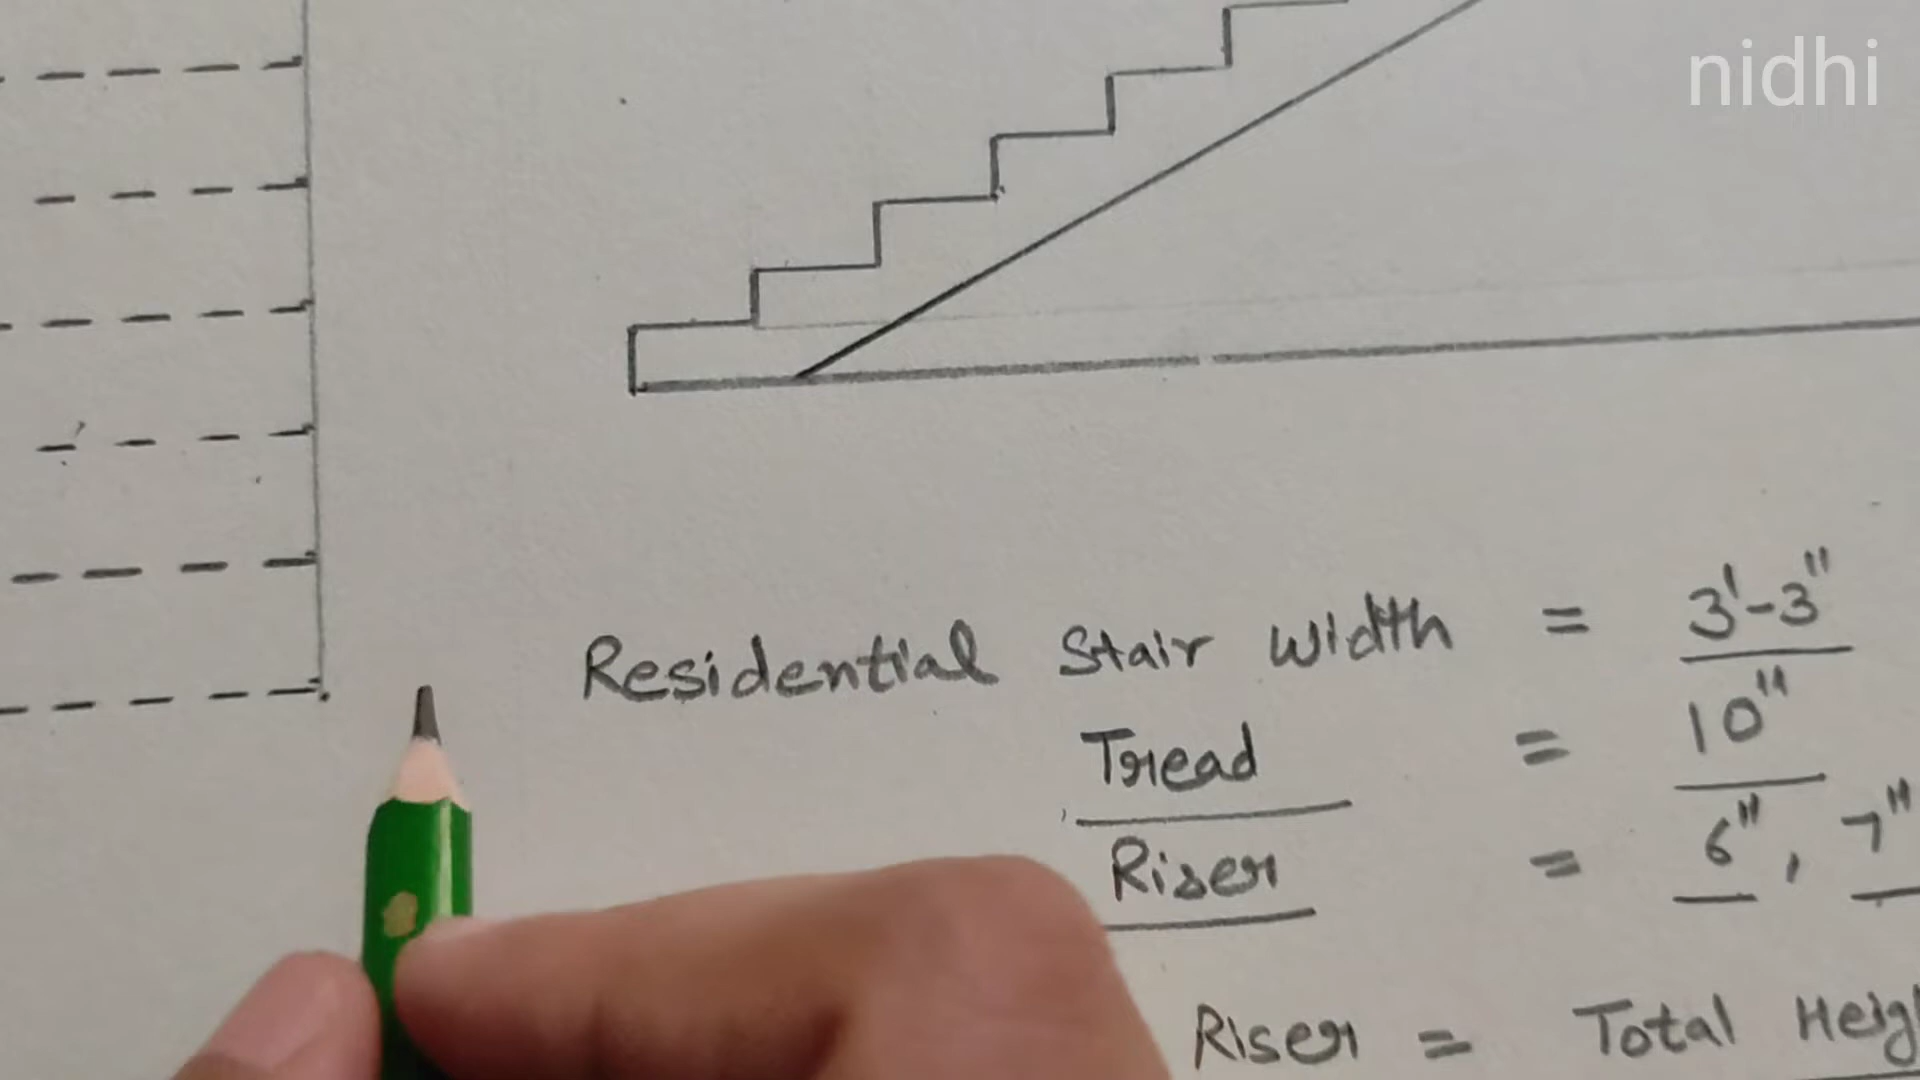 nidhi
Residential Stair Width = 3'-3"
Tread = 10"
Riser = 6", 7"
Riser = Total